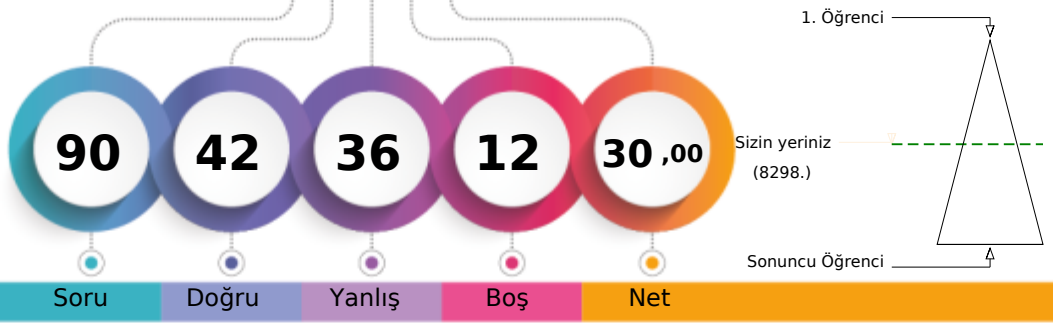 90 42 36 12 30 ,00
Soru Doğru Yanlış Boş Net
1. Öğrenci
Sizin yeriniz
(8298.)
Sonuncu Öğrenci